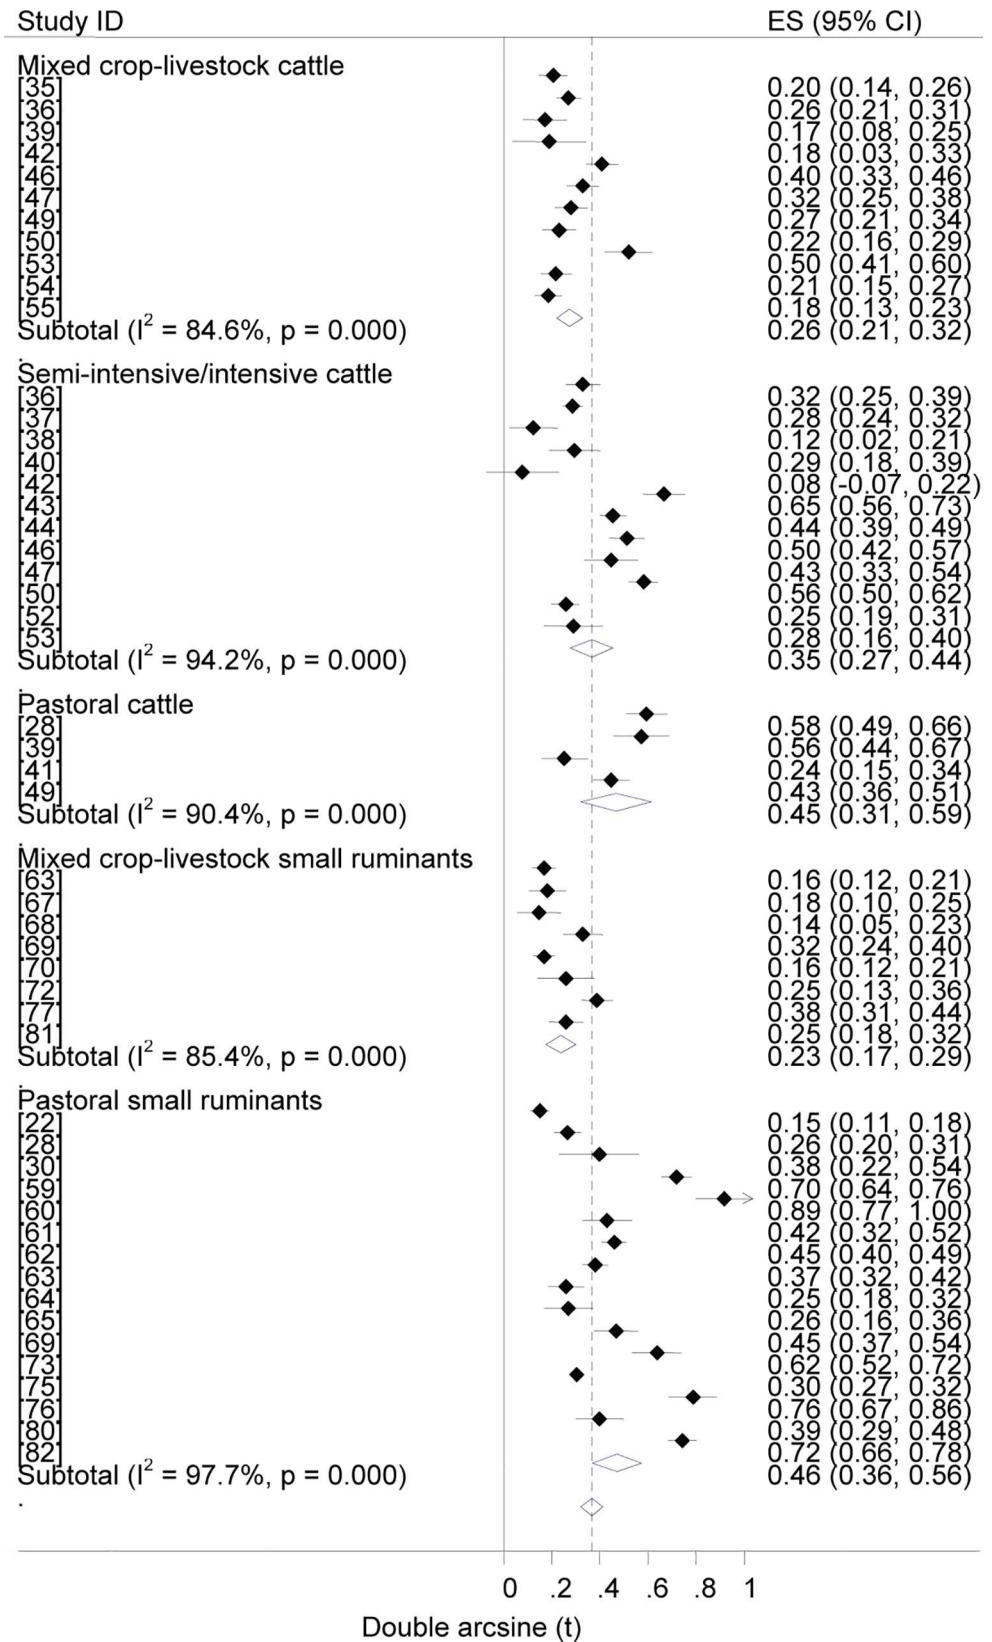 Study ID ES (95% CI)
Mixed crop-livestock cattle
[35] 0.20 (0.14, 0.26)
[36] 0.26 (0.21, 0.31)
[39] 0.17 (0.08, 0.25)
[42] 0.18 (0.03, 0.33)
[46] 0.40 (0.33, 0.46)
[47] 0.32 (0.25, 0.38)
[49] 0.27 (0.21, 0.34)
[50] 0.22 (0.16, 0.29)
[53] 0.50 (0.41, 0.60)
[54] 0.21 (0.15, 0.27)
[55] 0.18 (0.13, 0.23)
Subtotal (I² = 84.6%, p = 0.000) 0.26 (0.21, 0.32)
.
Semi-intensive/intensive cattle
[36] 0.32 (0.25, 0.39)
[37] 0.28 (0.24, 0.32)
[38] 0.12 (0.02, 0.21)
[40] 0.29 (0.18, 0.39)
[42] 0.08 (-0.07, 0.22)
[43] 0.65 (0.56, 0.73)
[44] 0.44 (0.39, 0.49)
[46] 0.50 (0.42, 0.57)
[47] 0.43 (0.33, 0.54)
[50] 0.56 (0.50, 0.62)
[52] 0.25 (0.19, 0.31)
[53] 0.28 (0.16, 0.40)
Subtotal (I² = 94.2%, p = 0.000) 0.35 (0.27, 0.44)
.
Pastoral cattle
[28] 0.58 (0.49, 0.66)
[39] 0.56 (0.44, 0.67)
[41] 0.24 (0.15, 0.34)
[49] 0.43 (0.36, 0.51)
Subtotal (I² = 90.4%, p = 0.000) 0.45 (0.31, 0.59)
.
Mixed crop-livestock small ruminants
[63] 0.16 (0.12, 0.21)
[67] 0.18 (0.10, 0.25)
[68] 0.14 (0.05, 0.23)
[69] 0.32 (0.24, 0.40)
[70] 0.16 (0.12, 0.21)
[72] 0.25 (0.13, 0.36)
[77] 0.38 (0.31, 0.44)
[81] 0.25 (0.18, 0.32)
Subtotal (I² = 85.4%, p = 0.000) 0.23 (0.17, 0.29)
.
Pastoral small ruminants
[22] 0.15 (0.11, 0.18)
[28] 0.26 (0.20, 0.31)
[30] 0.38 (0.22, 0.54)
[59] 0.70 (0.64, 0.76)
[60] 0.89 (0.77, 1.00)
[61] 0.42 (0.32, 0.52)
[62] 0.45 (0.40, 0.49)
[63] 0.37 (0.32, 0.42)
[64] 0.25 (0.18, 0.32)
[65] 0.26 (0.16, 0.36)
[69] 0.45 (0.37, 0.54)
[73] 0.62 (0.52, 0.72)
[75] 0.30 (0.27, 0.32)
[76] 0.76 (0.67, 0.86)
[80] 0.39 (0.29, 0.48)
[82] 0.72 (0.66, 0.78)
Subtotal (I² = 97.7%, p = 0.000) 0.46 (0.36, 0.56)
.
0 .2 .4 .6 .8 1
Double arcsine (t)